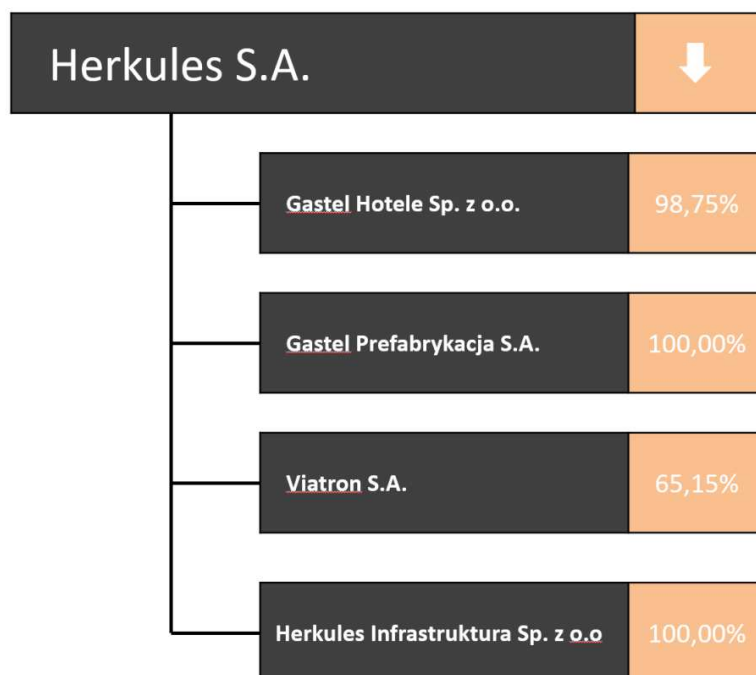 Herkules S.A.
Gastel Hotele Sp. z o.o. 98,75%
Gastel Prefabrykacja S.A. 100,00%
Viatron S.A. 65,15%
Herkules Infrastruktura Sp. z o.o 100,00%